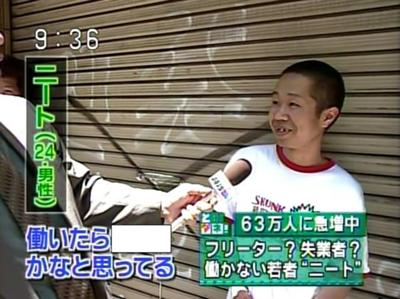 9:36
ニート(24・男性)
SKUNK
63万人に急増中
フリーター?失業者?
働かない若者“ニート”
働いたら
かなと思ってる